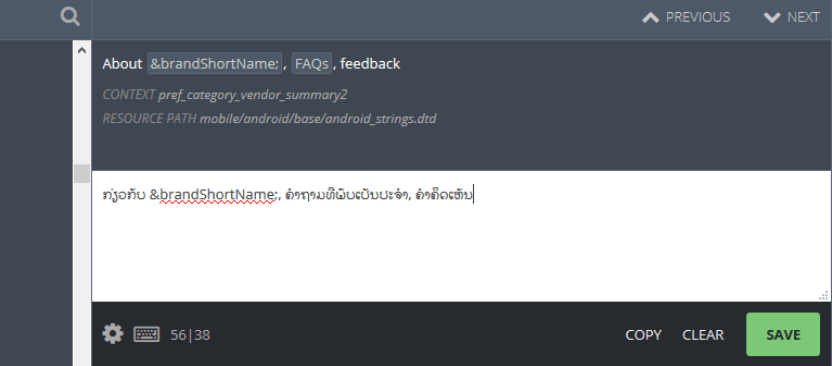 PREVIOUS NEXT
About &brandShortName; , FAQs , feedback
CONTEXT pref_category_vendor_summary2
RESOURCE PATH mobile/android/base/android_strings.dtd
ກ່ຽວກັບ &brandShortName;, ຄຳຖາມທີ່ພົບເປັນປະຈຳ, ຄຳຄິດເຫັນ
56|38 COPY CLEAR SAVE